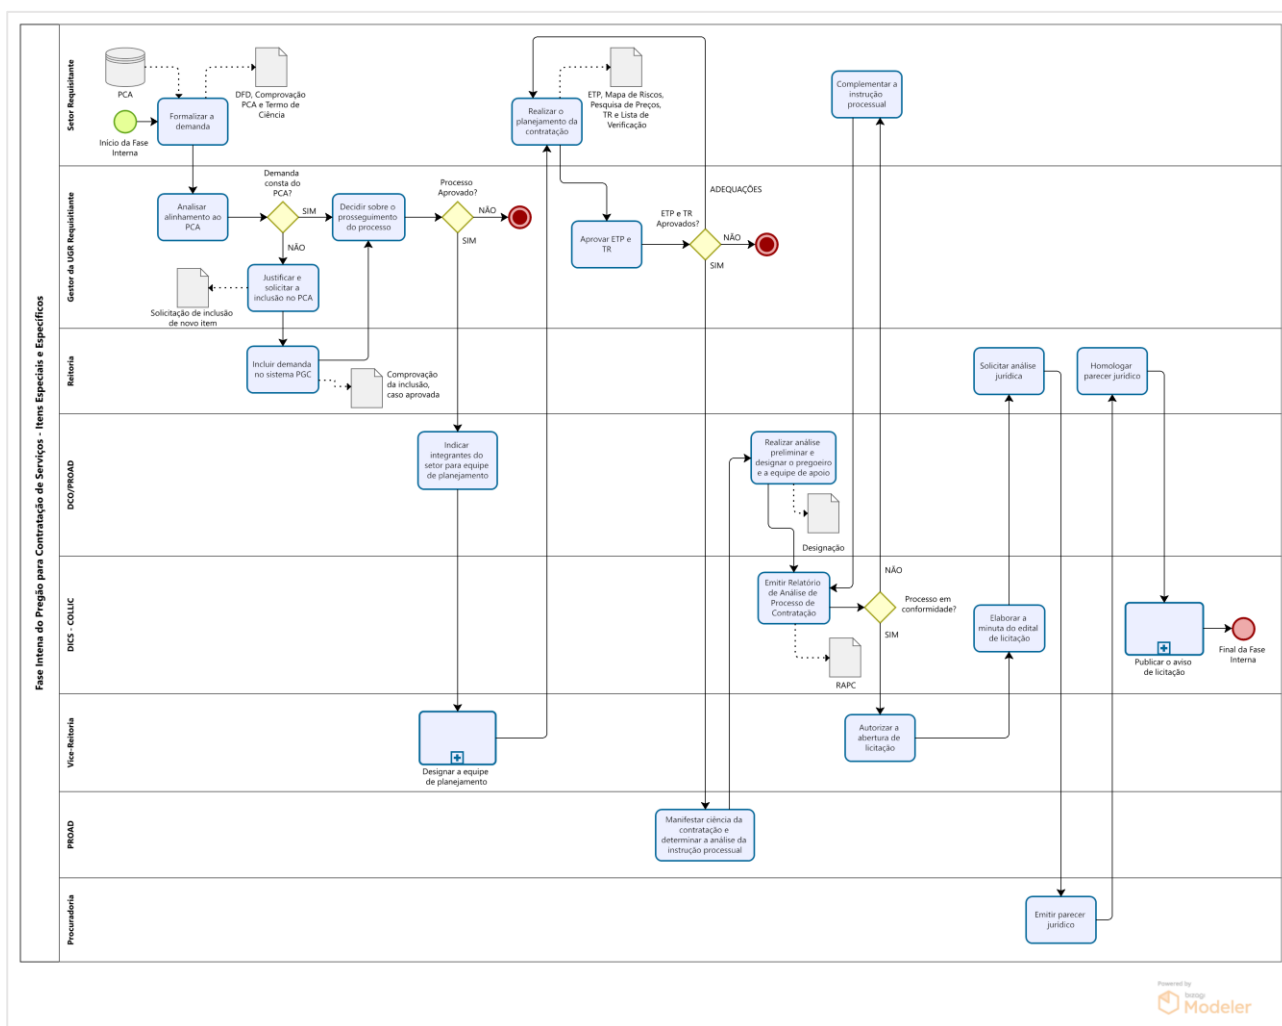 Fase Intena do Pregão para Contratação de Serviços - Itens Especiais e Específicos
Setor Requisitante
PCA
Início da Fase
Interna
Formalizar a
demanda
DFD, Comprovação
PCA e Termo de
Ciência
Realizar o
planejamento da
contratação
ETP, Mapa de Riscos,
Pesquisa de Preços,
TR e Lista de
Verificação
Complementar a
instrução
processual
Gestor da UGR Requisitiante
Analisar
alinhamento ao
PCA
Demanda
consta do
PCA?
SIM
NÃO
Decidir sobre o
prosseguimento
do processo
Processo
Aprovado?
NÃO
SIM
Justificar e
solicitar a
inclusão no PCA
Solicitação de inclusão
de novo item
Aprovar ETP e
TR
ETP e TR
Aprovados?
ADEQUAÇÕES
NÃO
SIM
Reitoria
Incluir demanda
no sistema PGC
Comprovação
da inclusão,
caso aprovada
Solicitar análise
jurídica
Homologar
parecer jurídico
DCO/PROAD
Indicar
integrantes do
setor para equipe
de planejamento
Realizar análise
preliminar e
designar o pregoeiro
e a equipe de apoio
Designação
DICS - COLLIC
Emitir Relatório
de Análise de
Processo de
Contratação
RAPC
NÃO
Processo em
conformidade?
SIM
Elaborar a
minuta do edital
de licitação
Publicar o aviso
de licitação
Final da Fase
Interna
Vice-Reitoria
Designar a equipe
de planejamento
Autorizar a
abertura de
licitação
PROAD
Manifestar ciência da
contratação e
determinar a análise da
instrução processual
Procuradoria
Emitir parecer
jurídico
Powered by
bizagi
Modeler